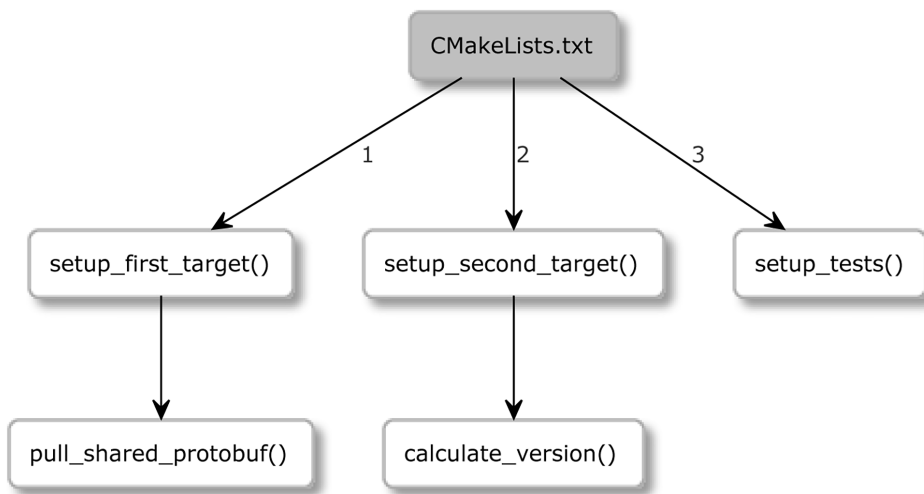 CMakeLists.txt
1
2
3
setup_first_target()
setup_second_target()
setup_tests()
pull_shared_protobuf()
calculate_version()